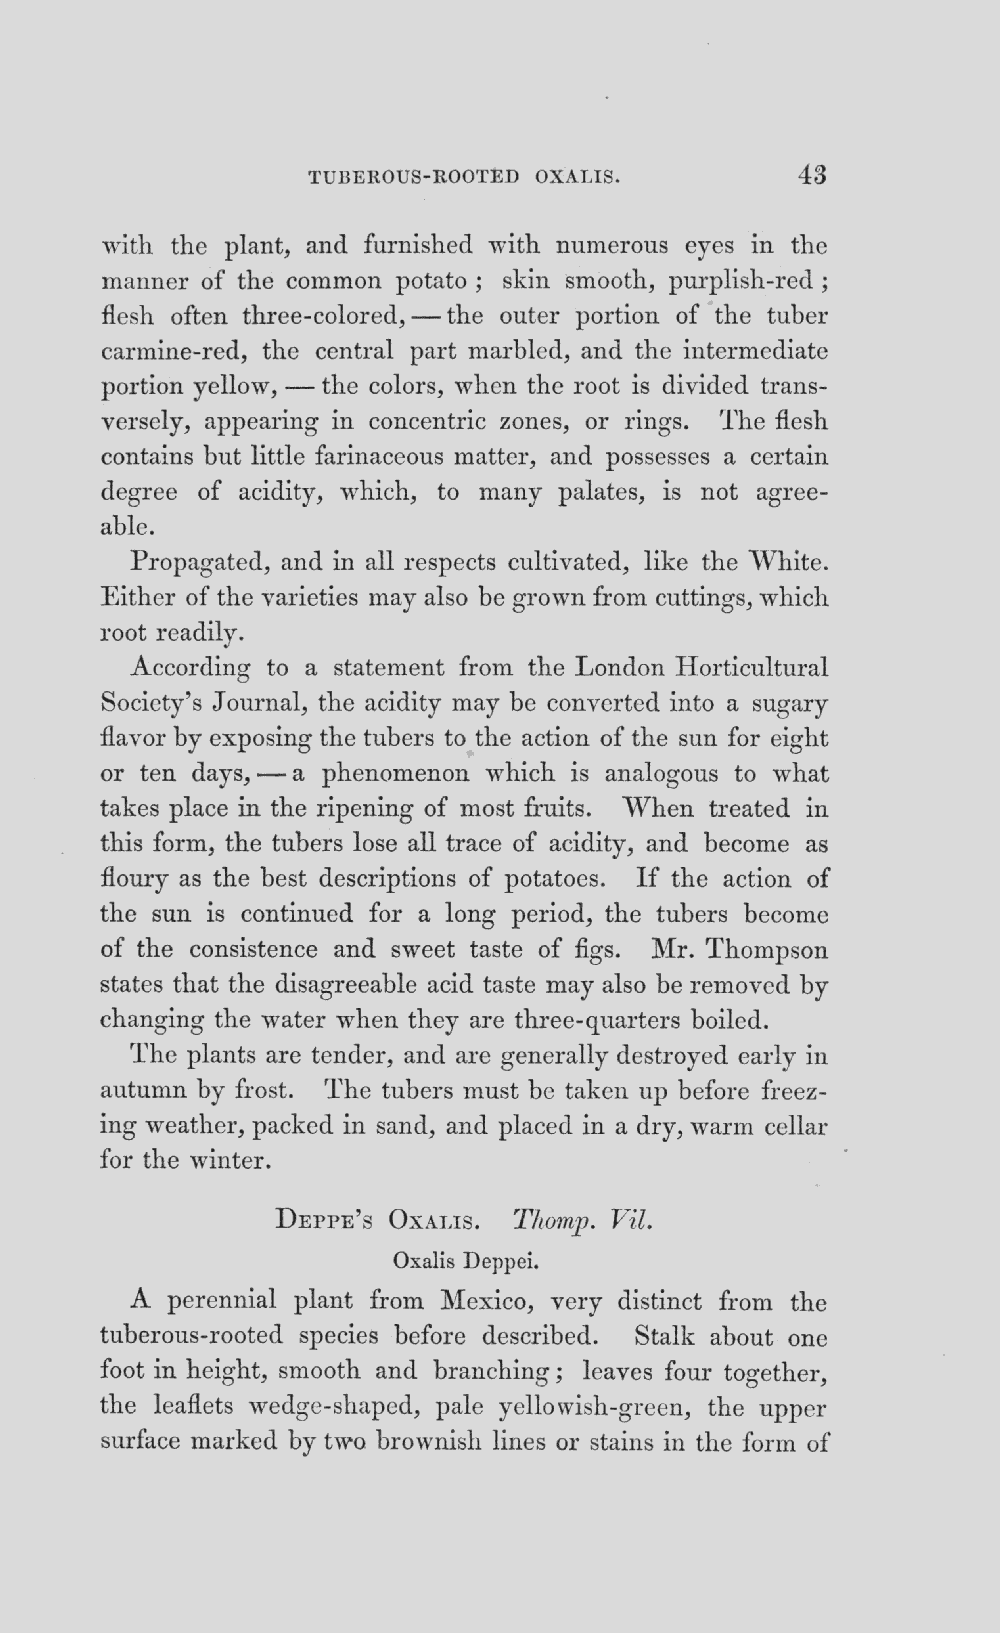 TUBEROUS-ROOTED OXALIS. 43
with the plant, and furnished with numerous eyes in the
manner of the common potato ; skin smooth, purplish-red ;
flesh often three-colored, — the outer portion of the tuber
carmine-red, the central part marbled, and the intermediate
portion yellow, — the colors, when the root is divided trans-
versely, appearing in concentric zones, or rings. The flesh
contains but little farinaceous matter, and possesses a certain
degree of acidity, which, to many palates, is not agree-
able.
Propagated, and in all respects cultivated, like the White.
Either of the varieties may also be grown from cuttings, which
root readily.
According to a statement from the London Horticultural
Society's Journal, the acidity may be converted into a sugary
flavor by exposing the tubers to the action of the sun for eight
or ten days, — a phenomenon which is analogous to what
takes place in the ripening of most fruits. When treated in
this form, the tubers lose all trace of acidity, and become as
floury as the best descriptions of potatoes. If the action of
the sun is continued for a long period, the tubers become
of the consistence and sweet taste of figs. Mr. Thompson
states that the disagreeable acid taste may also be removed by
changing the water when they are three-quarters boiled.
The plants are tender, and are generally destroyed early in
autumn by frost. The tubers must be taken up before freez-
ing weather, packed in sand, and placed in a dry, warm cellar
for the winter.
DEPPE'S OXALIS. Thomp. Vil.
Oxalis Deppei.
A perennial plant from Mexico, very distinct from the
tuberous-rooted species before described. Stalk about one
foot in height, smooth and branching; leaves four together,
the leaflets wedge-shaped, pale yellowish-green, the upper
surface marked by two brownish lines or stains in the form of